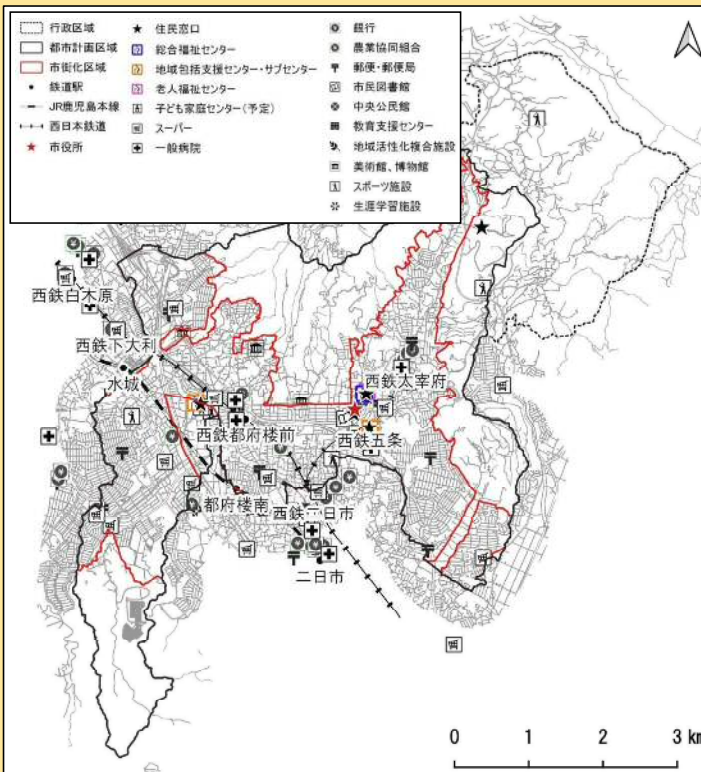 行政区域
都市計画区域
市街化区域
鉄道駅
JR鹿児島本線
西日本鉄道
市役所
住民窓口
総合福祉センター
地域包括支援センター・サブセンター
老人福祉センター
子ども家庭センター(予定)
スーパー
一般病院
銀行
農業協同組合
郵便・郵便局
市民図書館
中央公民館
教育支援センター
地域活性化複合施設
美術館、博物館
スポーツ施設
生涯学習施設
西鉄白木原
西鉄下大利
水城
西鉄太宰府
西鉄都府楼前
西鉄五条
都府楼南
西鉄二日市
二日市
0 1 2 3 km